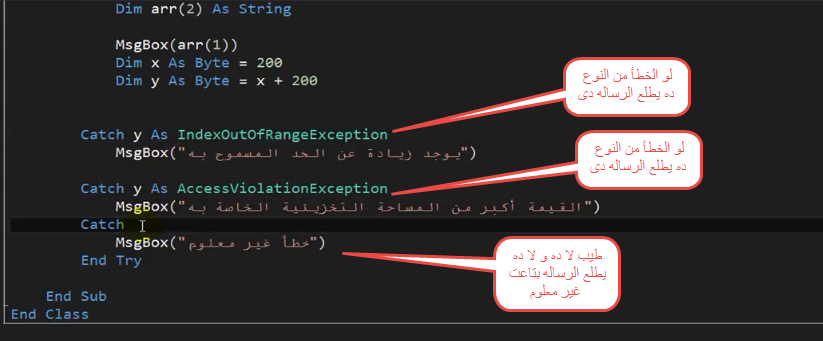 Dim arr(2) As String
MsgBox(arr(1))
Dim x As Byte = 200
Dim y As Byte = x + 200
لو الخطأ من النوع
ده يطلع الرساله دى
Catch y As IndexOutOfRangeException
MsgBox("يوجد زيادة عن الحد المسموح به")
لو الخطأ من النوع
ده يطلع الرساله دى
Catch y As AccessViolationException
MsgBox("القيمة أكبر من المساحة التخزينية الخاصة به")
Catch
MsgBox("خطأ غير معلوم")
End Try
طيب لا ده و لا ده
يطلع الرساله بتاعت
غير معلوم
End Sub
End Class